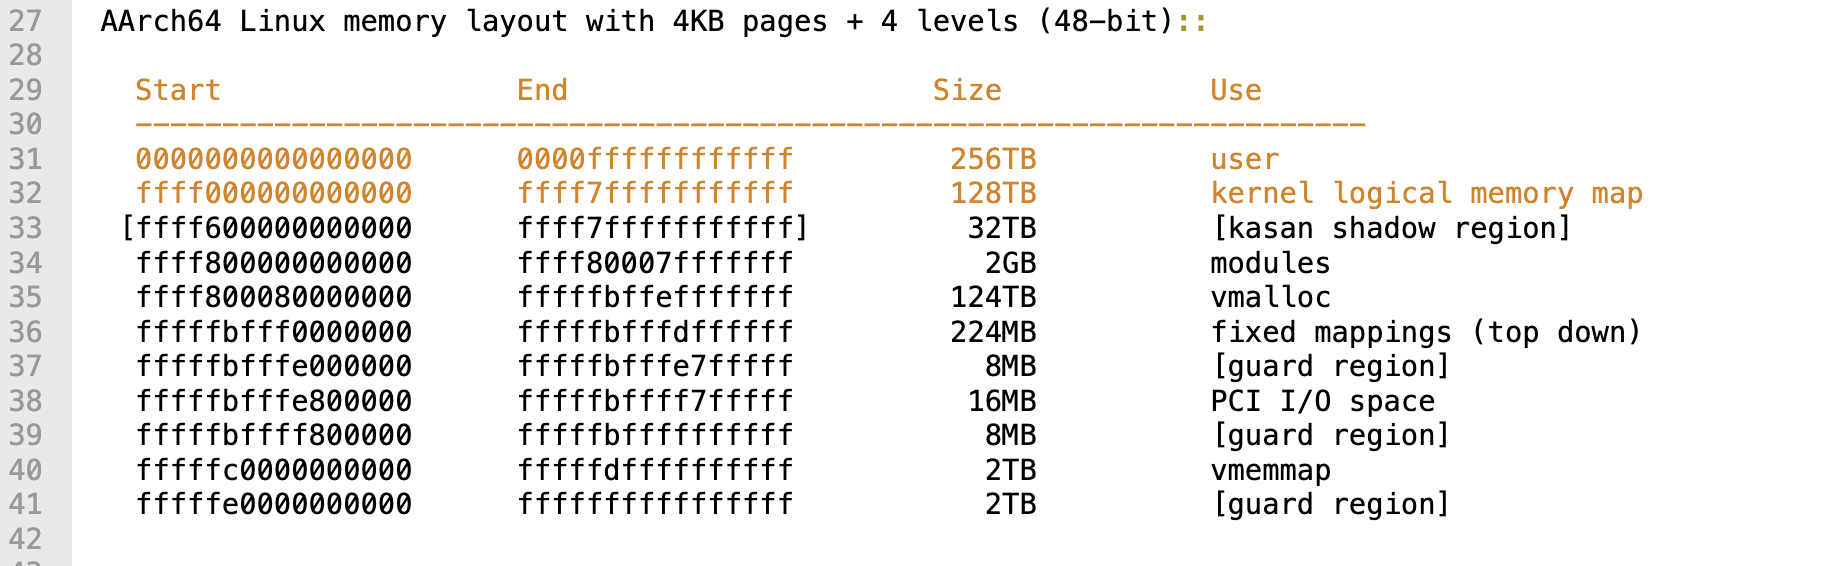 27 AArch64 Linux memory layout with 4KB pages + 4 levels (48-bit)::
28
29 Start End Size Use
30 -----------------------------------------------------------------------
31 0000000000000000 0000ffffffffffff 256TB user
32 ffff000000000000 ffff7fffffffffff 128TB kernel logical memory map
33 [ffff600000000000 ffff7fffffffffff] 32TB [kasan shadow region]
34 ffff800000000000 ffff80007fffffff 2GB modules
35 ffff800080000000 fffffbffefffffff 124TB vmalloc
36 fffffbfff0000000 fffffbfffdffffff 224MB fixed mappings (top down)
37 fffffbfffe000000 fffffbfffe7fffff 8MB [guard region]
38 fffffbfffe800000 fffffbffff7fffff 16MB PCI I/O space
39 fffffbffff800000 fffffbffffffffff 8MB [guard region]
40 fffffc0000000000 fffffdffffffffff 2TB vmemmap
41 fffffe0000000000 ffffffffffffffff 2TB [guard region]
42